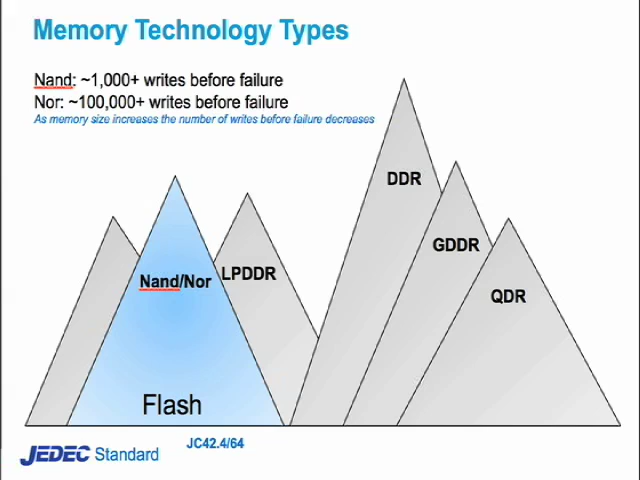 Memory Technology Types
Nand: ~1,000+ writes before failure
Nor: ~100,000+ writes before failure
As memory size increases the number of writes before failure decreases
DDR
GDDR
LPDDR
Nand/Nor
QDR
Flash
JC42.4/64
JEDEC Standard